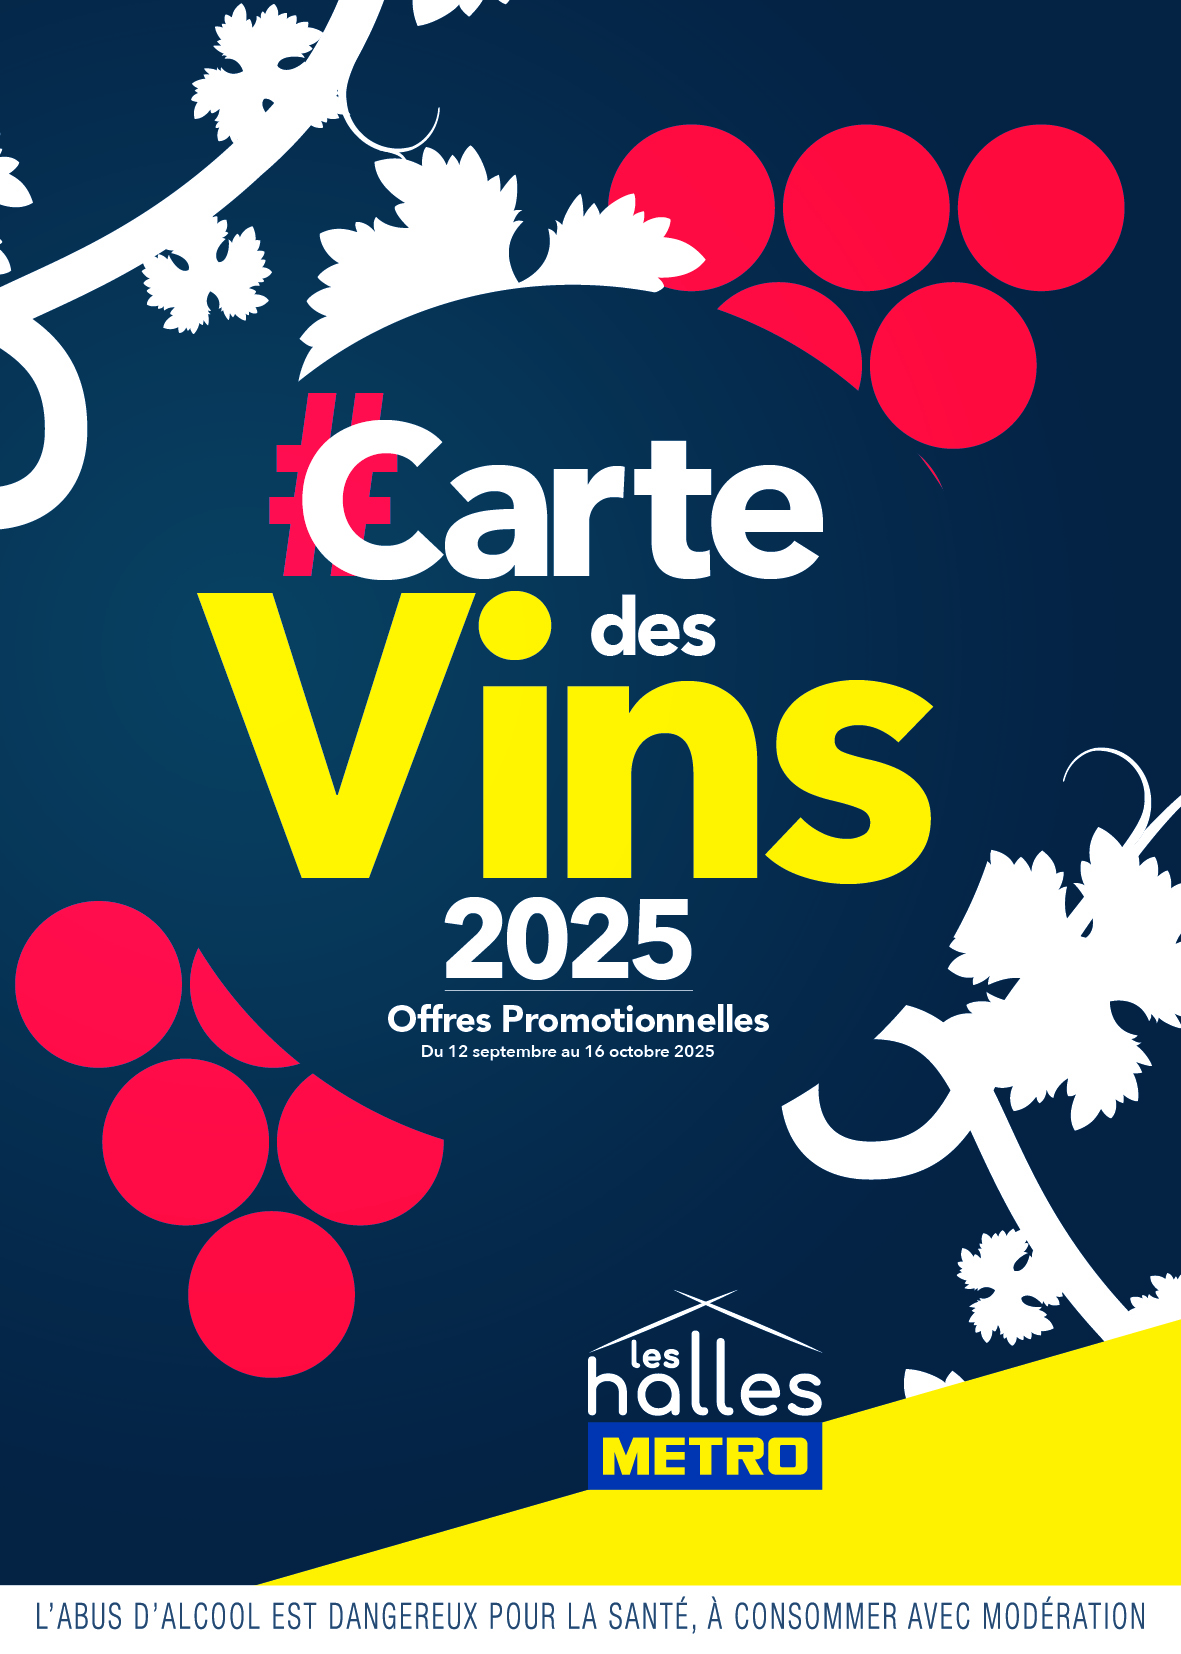 #Carte
des
Vins
2025
Offres Promotionnelles
Du 12 septembre au 16 octobre 2025
les
halles
METRO
L'ABUS D'ALCOOL EST DANGEREUX POUR LA SANTÉ, À CONSOMMER AVEC MODÉRATION